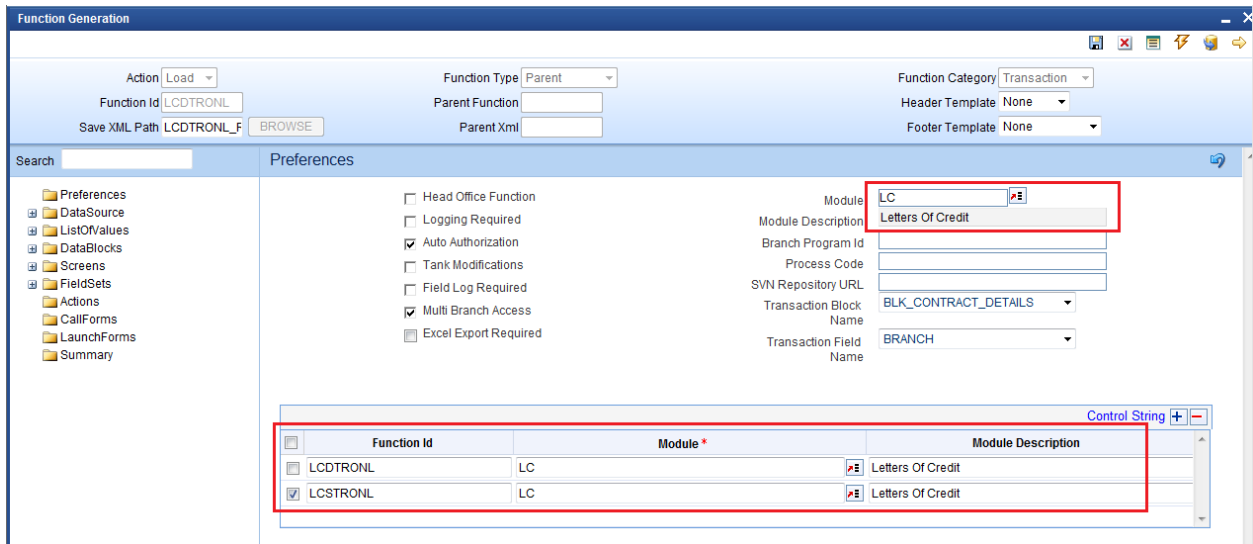 Function Generation
Action Load Function Type Parent Function Category Transaction
Function Id LCDTRONL Parent Function Header Template None
Save XML Path LCDTRONL_F BROWSE Parent Xml Footer Template None
Search Preferences
Preferences
DataSource
ListOfValues
DataBlocks
Screens
FieldSets
Actions
CallForms
LaunchForms
Summary
Head Office Function
Logging Required
Auto Authorization
Tank Modifications
Field Log Required
Multi Branch Access
Excel Export Required
Module LC
Module Description Letters Of Credit
Branch Program Id
Process Code
SVN Repository URL
Transaction Block Name BLK_CONTRACT_DETAILS
Transaction Field Name BRANCH
Control String
Function Id Module * Module Description
LCDTRONL LC Letters Of Credit
LCSTRONL LC Letters Of Credit